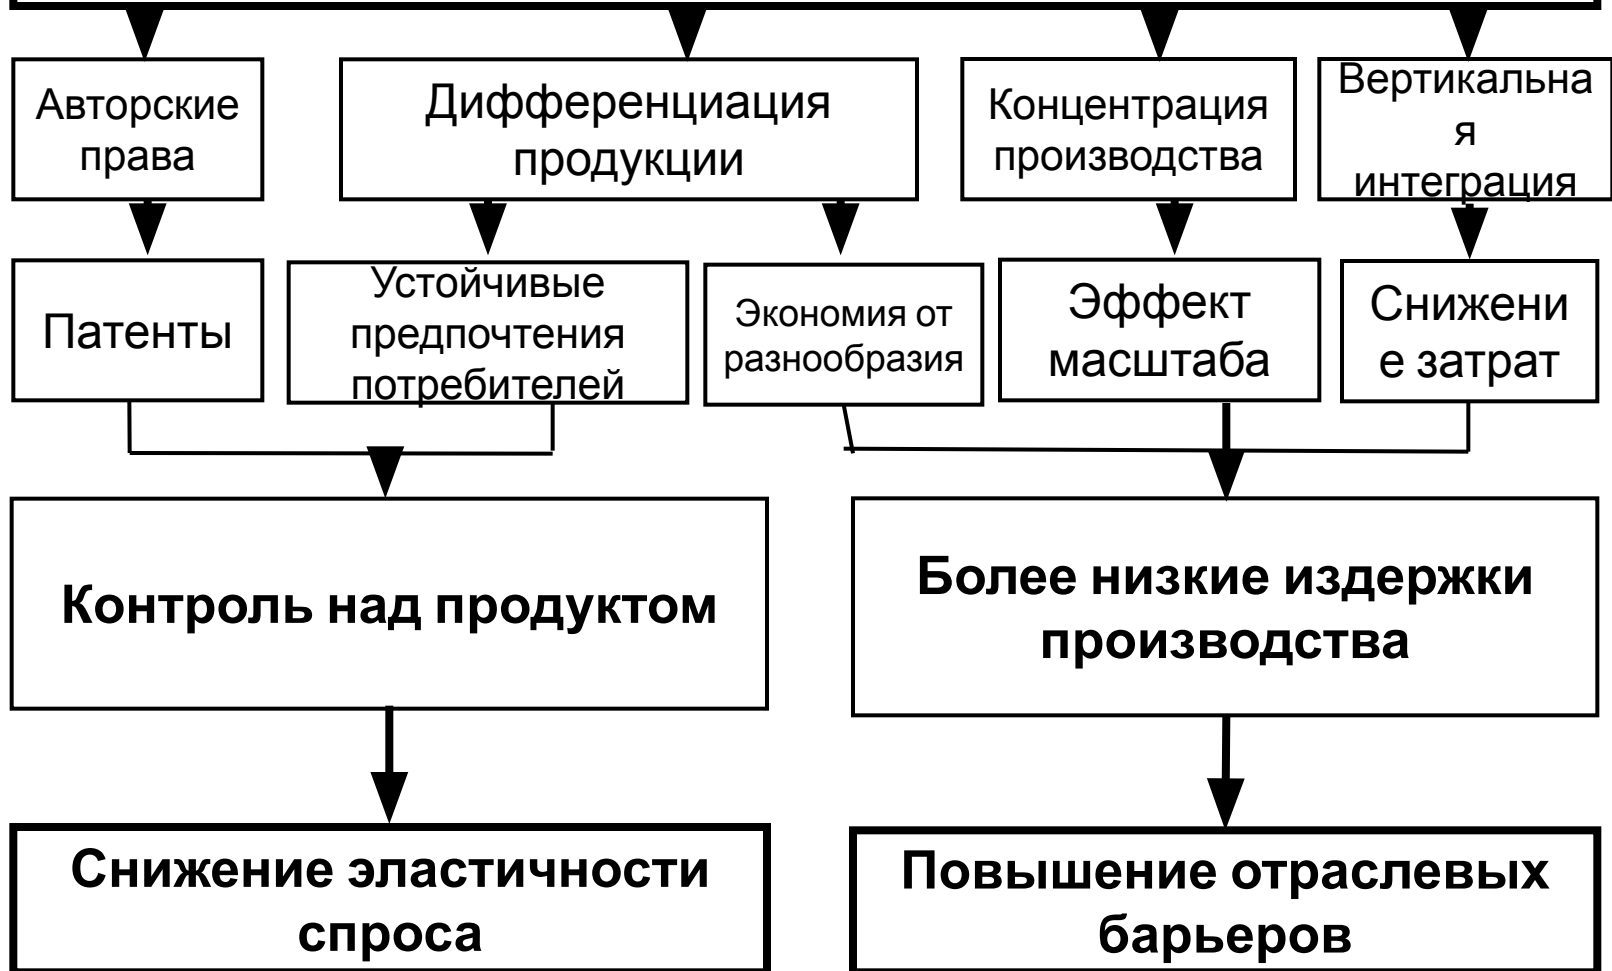 Авторские
права
Дифференциация
продукции
Концентрация
производства
Вертикальна
я
интеграция
Патенты
Устойчивые
предпочтения
потребителей
Экономия от
разнообразия
Эффект
масштаба
Снижени
е затрат
Контроль над продуктом
Более низкие издержки
производства
Снижение эластичности
спроса
Повышение отраслевых
барьеров